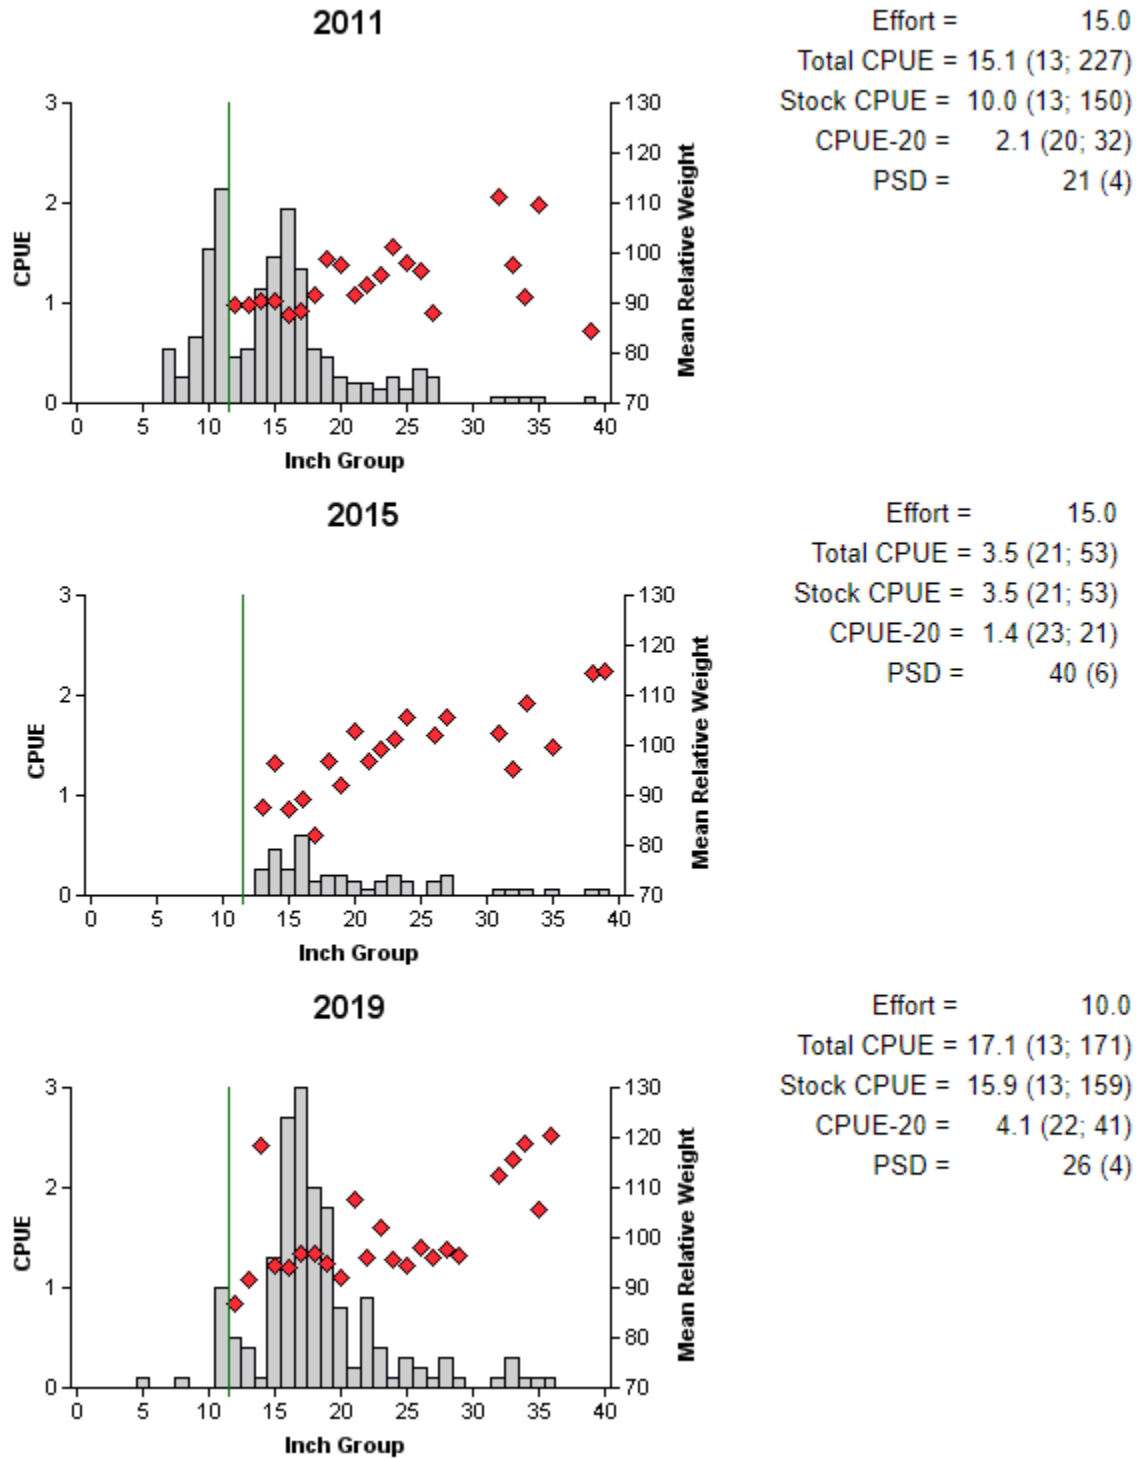 2011
Effort = 15.0
Total CPUE = 15.1 (13; 227)
Stock CPUE = 10.0 (13; 150)
CPUE-20 = 2.1 (20; 32)
PSD = 21 (4)
3 130
120
2 110
100
1 90
80
0 70
CPUE
Mean Relative Weight
0 5 10 15 20 25 30 35 40
Inch Group
2015
Effort = 15.0
Total CPUE = 3.5 (21; 53)
Stock CPUE = 3.5 (21; 53)
CPUE-20 = 1.4 (23; 21)
PSD = 40 (6)
3 130
120
2 110
100
1 90
80
0 70
CPUE
Mean Relative Weight
0 5 10 15 20 25 30 35 40
Inch Group
2019
Effort = 10.0
Total CPUE = 17.1 (13; 171)
Stock CPUE = 15.9 (13; 159)
CPUE-20 = 4.1 (22; 41)
PSD = 26 (4)
3 130
120
2 110
100
1 90
80
0 70
CPUE
Mean Relative Weight
0 5 10 15 20 25 30 35 40
Inch Group